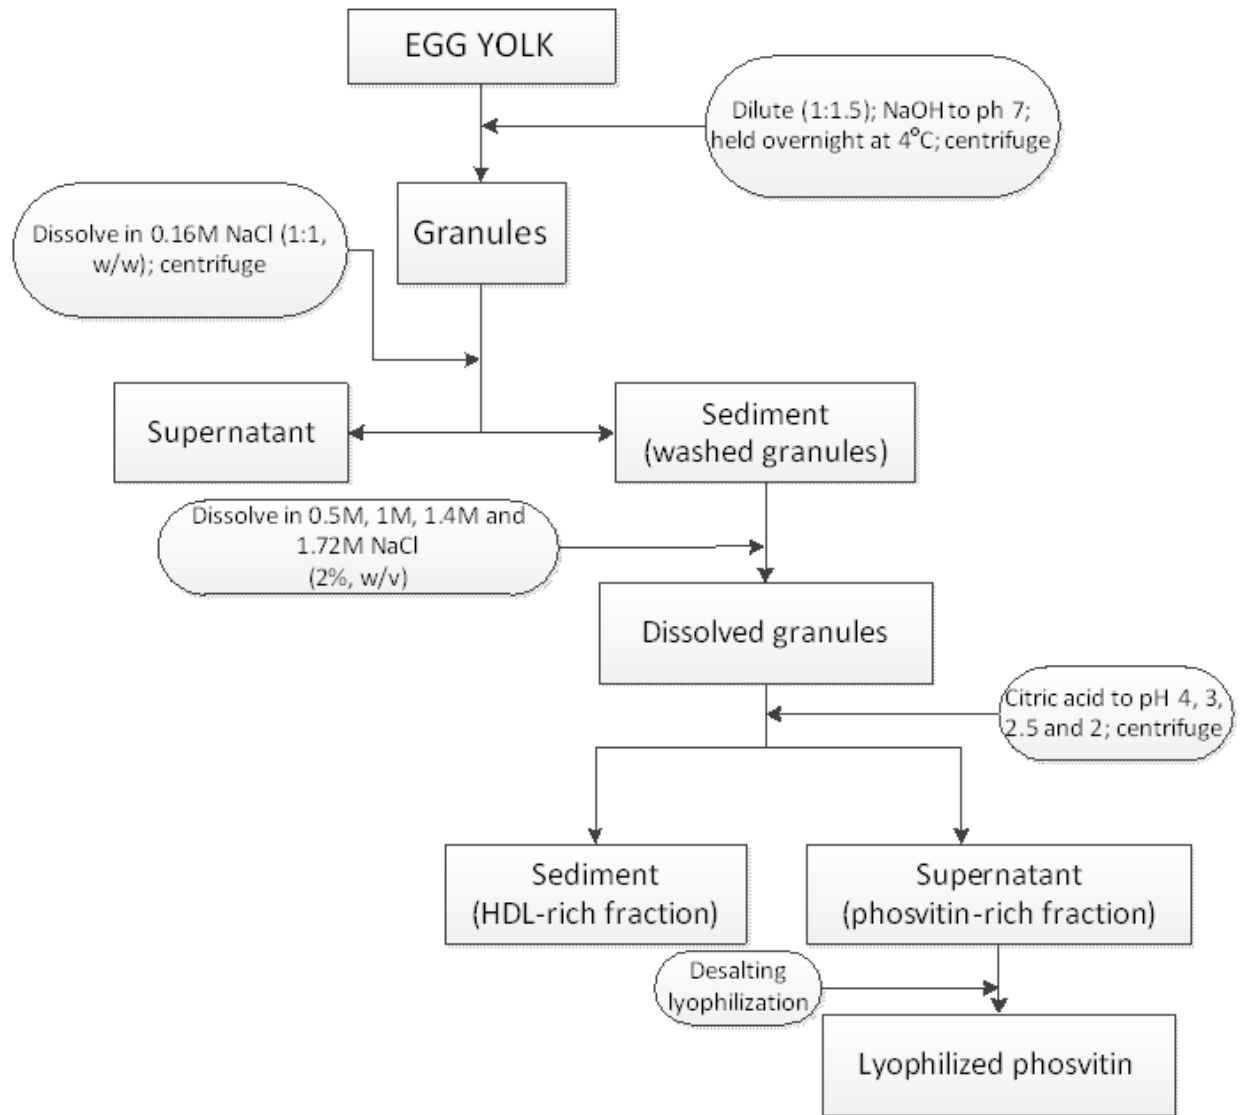 EGG YOLK
Dilute (1:1.5); NaOH to ph 7;
held overnight at 4°C; centrifuge
Granules
Dissolve in 0.16M NaCl (1:1,
w/w); centrifuge
Supernatant
Sediment
(washed granules)
Dissolve in 0.5M, 1M, 1.4M and
1.72M NaCl
(2%, w/v)
Dissolved granules
Citric acid to pH 4, 3,
2.5 and 2; centrifuge
Sediment
(HDL-rich fraction)
Supernatant
(phosvitin-rich fraction)
Desalting
lyophilization
Lyophilized phosvitin